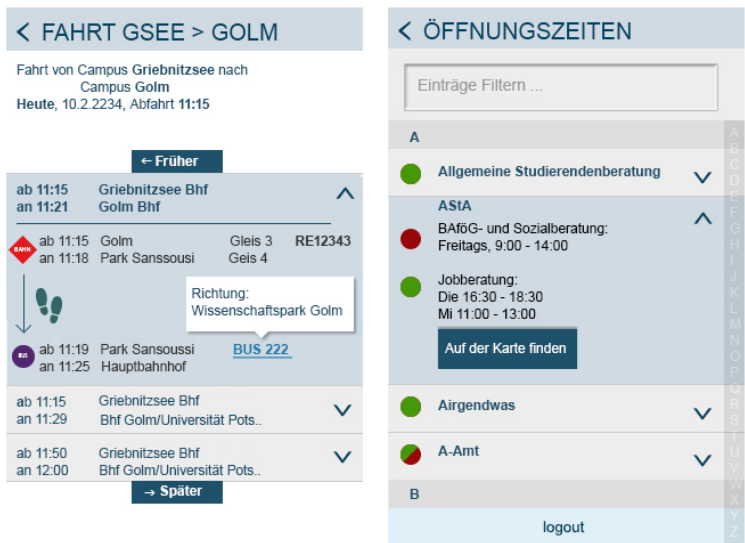 FAHRT GSEE > GOLM
Fahrt von Campus Griebnitzsee nach
Campus Golm
Heute, 10.2.2234, Abfahrt 11:15
← Früher
ab 11:15 Griebnitzsee Bhf
an 11:21 Golm Bhf
BAHN
ab 11:15 Golm Gleis 3 RE12343
an 11:18 Park Sanssousi Geis 4
Richtung:
Wissenschaftspark Golm
BUS
ab 11:19 Park Sansoussi BUS 222
an 11:25 Hauptbahnhof
ab 11:15 Griebnitzsee Bhf
an 11:29 Bhf Golm/Universität Pots..
ab 11:50 Griebnitzsee Bhf
an 12:00 Bhf Golm/Universität Pots..
→ Später
ÖFFNUNGSZEITEN
Einträge Filtern ...
A
Allgemeine Studierendenberatung
AStA
BAföG- und Sozialberatung:
Freitags, 9:00 - 14:00
Jobberatung:
Die 16:30 - 18:30
Mi 11:00 - 13:00
Auf der Karte finden
Airgendwas
A-Amt
B
logout
A
B
C
D
E
F
G
H
I
J
K
L
M
N
O
P
Q
R
S
T
U
V
W
X
Y
Z